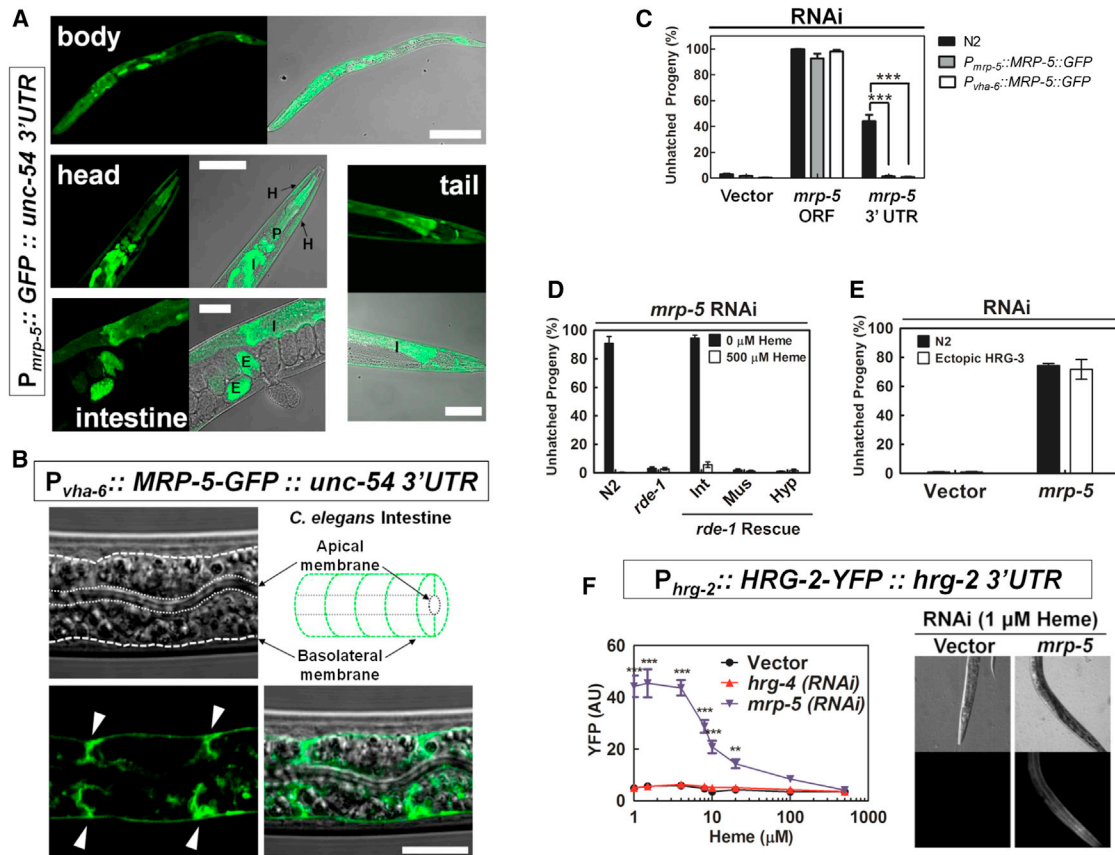 A
P mrp-5:: GFP :: unc-54 3'UTR
body
head
H
P
H
I
tail
I
intestine
I
E
E
B
P vha-6:: MRP-5-GFP :: unc-54 3'UTR
C. elegans Intestine
Apical
membrane
Basolateral
membrane
C
RNAi
Unhatched Progeny (%)
100
80
60
40
20
0
***
***
Vector
mrp-5
ORF
mrp-5
3' UTR
N2
P mrp-5::MRP-5::GFP
P vha-6::MRP-5::GFP
D
mrp-5 RNAi
Unhatched Progeny (%)
100
80
60
40
20
0
0 µM Heme
500 µM Heme
N2
rde-1
Int
Mus
Hyp
rde-1 Rescue
E
RNAi
Unhatched Progeny (%)
100
80
60
40
20
0
N2
Ectopic HRG-3
Vector
mrp-5
F
P hrg-2:: HRG-2-YFP :: hrg-2 3'UTR
YFP (AU)
60
40
20
0
***
***
***
***
***
**
Vector
hrg-4 (RNAi)
mrp-5 (RNAi)
1
10
100
1000
Heme (µM)
RNAi (1 µM Heme)
Vector
mrp-5